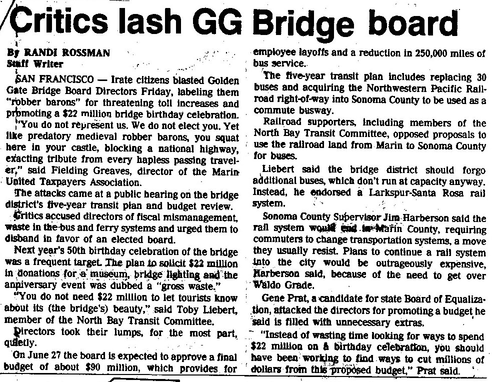 Critics lash GG Bridge board
By RANDI ROSSMAN
Staff Writer
SAN FRANCISCO — Irate citizens blasted Golden
Gate Bridge Board Directors Friday, labeling them
"robber barons" for threatening toll increases and
promoting a $22 million bridge birthday celebration.
"You do not represent us. We do not elect you. Yet
like predatory medieval robber barons, you squat
here in your castle, blocking a national highway,
exacting tribute from every hapless passing travel-
er," said Fielding Greaves, director of the Marin
United Taxpayers Association.
The attacks came at a public hearing on the bridge
district's five-year transit plan and budget review.
Critics accused directors of fiscal mismanagement,
waste in the bus and ferry systems and urged them to
disband in favor of an elected board.
Next year's 50th birthday celebration of the bridge
was a frequent target. The plan to solicit $22 million
in donations for a museum, bridge lighting and the
anniversary event was dubbed a "gross waste."
"You do not need $22 million to let tourists know
about its (the bridge's) beauty," said Toby Liebert,
member of the North Bay Transit Committee.
Directors took their lumps, for the most part,
quietly.
On June 27 the board is expected to approve a final
budget of about $90 million, which provides for
employee layoffs and a reduction in 250,000 miles of
bus service.
The five-year transit plan includes replacing 30
buses and acquiring the Northwestern Pacific Rail-
road right-of-way into Sonoma County to be used as a
commute busway.
Railroad supporters, including members of the
North Bay Transit Committee, opposed proposals to
use the railroad land from Marin to Sonoma County
for buses.
Liebert said the bridge district should forgo
additional buses, which don't run at capacity anyway.
Instead, he endorsed a Larkspur-Santa Rosa rail
system.
Sonoma County Supervisor Jim Harberson said the
rail system would end in Marin County, requiring
commuters to change transportation systems, a move
they usually resist. Plans to continue a rail system
into the city would be outrageously expensive,
Harberson said, because of the need to get over
Waldo Grade.
Gene Prat, a candidate for state Board of Equaliza-
tion, attacked the directors for promoting a budget he
said is filled with unnecessary extras.
"Instead of wasting time looking for ways to spend
$22 million on a birthday celebration, you should
have been working to find ways to cut millions of
dollars from this proposed budget," Prat said.